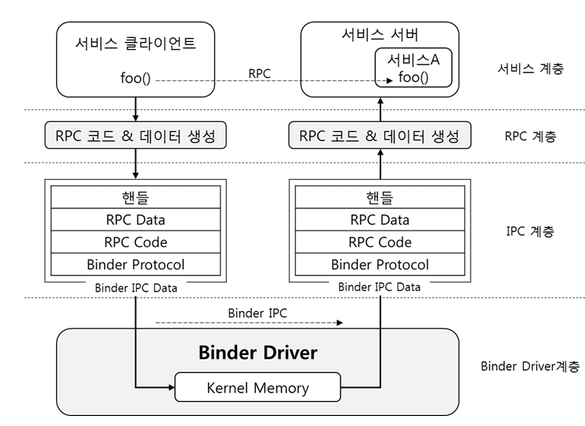 서비스 클라이언트
foo()
RPC
서비스 서버
서비스A
foo()
서비스 계층
RPC 코드 & 데이터 생성
RPC 코드 & 데이터 생성
RPC 계층
핸들
RPC Data
RPC Code
Binder Protocol
Binder IPC Data
핸들
RPC Data
RPC Code
Binder Protocol
Binder IPC Data
IPC 계층
Binder IPC
Binder Driver
Kernel Memory
Binder Driver계층